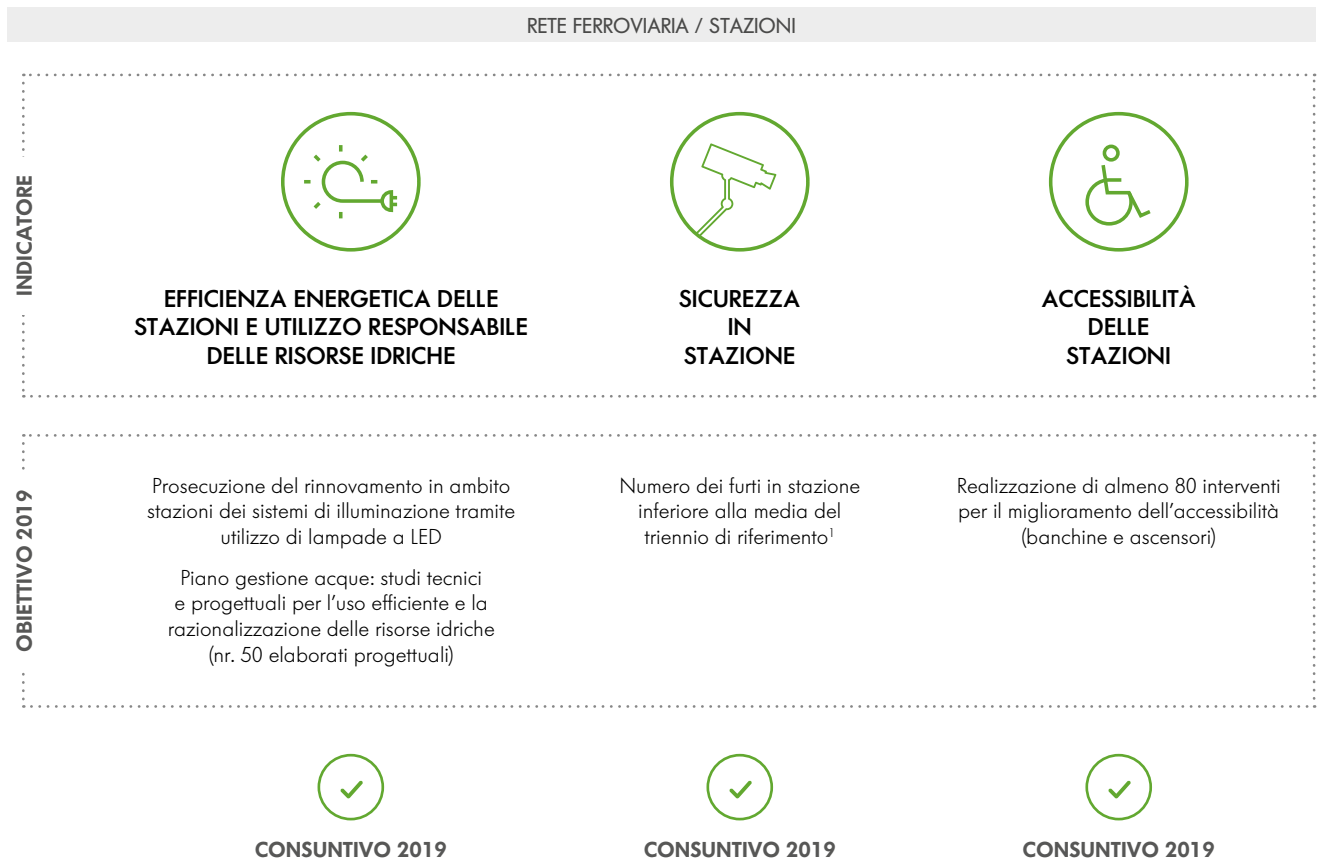 RETE FERROVIARIA / STAZIONI
INDICATORE
EFFICIENZA ENERGETICA DELLE
STAZIONI E UTILIZZO RESPONSABILE
DELLE RISORSE IDRICHE
SICUREZZA
IN
STAZIONE
ACCESSIBILITÀ
DELLE
STAZIONI
OBIETTIVO 2019
Prosecuzione del rinnovamento in ambito
stazioni dei sistemi di illuminazione tramite
utilizzo di lampade a LED
Piano gestione acque: studi tecnici
e progettuali per l’uso efficiente e la
razionalizzazione delle risorse idriche
(nr. 50 elaborati progettuali)
Numero dei furti in stazione
inferiore alla media del
triennio di riferimento¹
Realizzazione di almeno 80 interventi
per il miglioramento dell’accessibilità
(banchine e ascensori)
CONSUNTIVO 2019
CONSUNTIVO 2019
CONSUNTIVO 2019